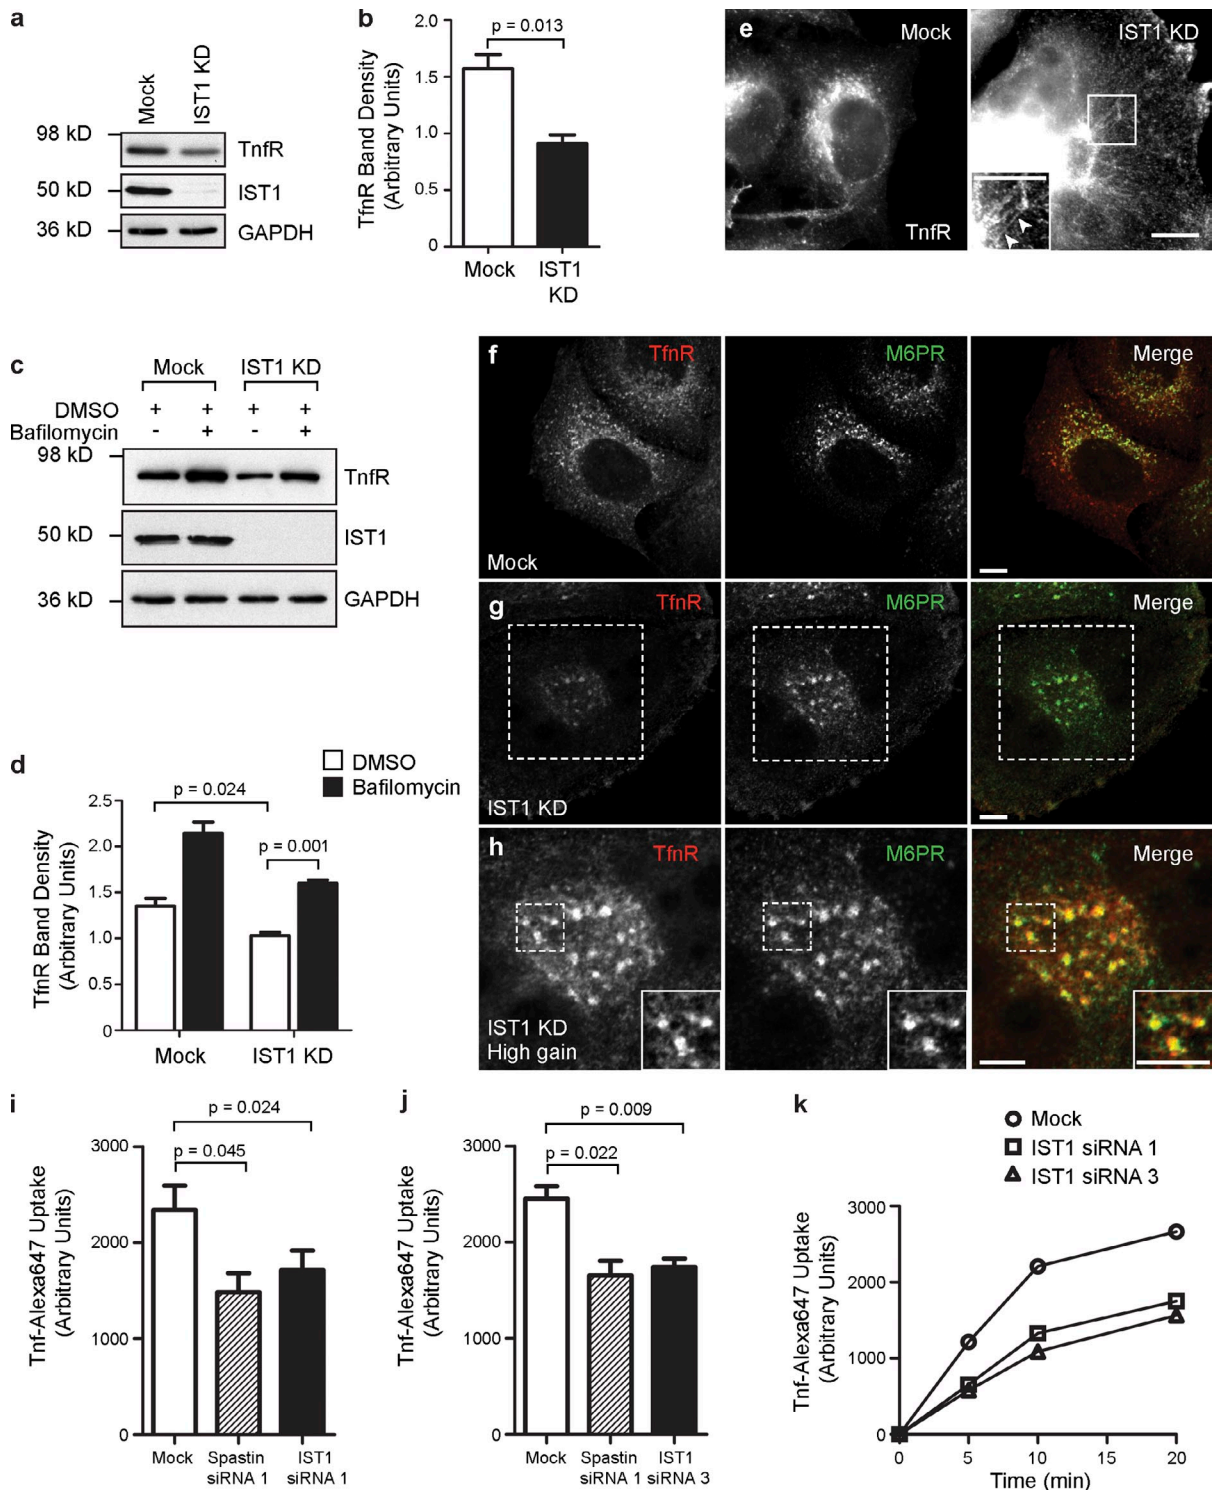 a
Mock
IST1 KD
98 kD
TnfR
50 kD
IST1
36 kD
GAPDH
b
p = 0.013
TfnR Band Density
(Arbitrary Units)
2.0
1.5
1.0
0.5
0
Mock
IST1
KD
e
Mock
TnfR
IST1 KD
c
Mock
IST1 KD
DMSO
+
+
+
+
Bafilomycin
-
+
-
+
98 kD
TnfR
50 kD
IST1
36 kD
GAPDH
d
DMSO
Bafilomycin
p = 0.024
p = 0.001
TfnR Band Density
(Arbitrary Units)
2.5
2.0
1.5
1.0
0.5
0
Mock
IST1 KD
f
TfnR
M6PR
Merge
Mock
g
TfnR
M6PR
Merge
IST1 KD
h
TfnR
M6PR
Merge
IST1 KD
High gain
i
p = 0.024
p = 0.045
Tnf-Alexa647 Uptake
(Arbitrary Units)
3000
2000
1000
0
Mock
Spastin
siRNA 1
IST1
siRNA 1
j
p = 0.009
p = 0.022
Tnf-Alexa647 Uptake
(Arbitrary Units)
3000
2000
1000
0
Mock
Spastin
siRNA 1
IST1
siRNA 3
k
Mock
IST1 siRNA 1
IST1 siRNA 3
Tnf-Alexa647 Uptake
(Arbitrary Units)
3000
2000
1000
0
0
5
10
15
20
Time (min)